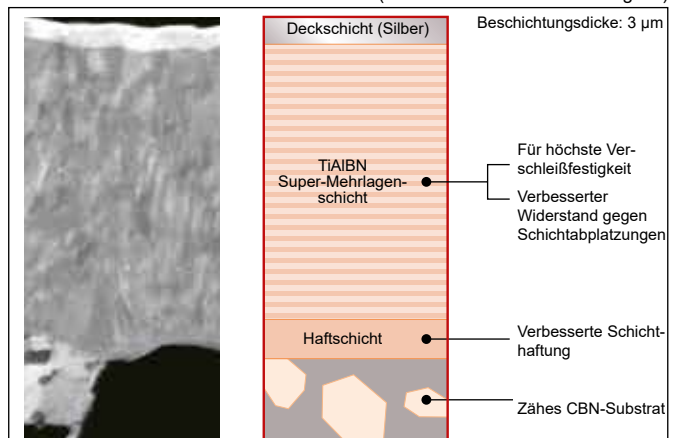 Deckschicht (Silber)
Beschichtungsdicke: 3 µm
TiAlBN
Super-Mehrlagen-
schicht
Für höchste Ver-
schleißfestigkeit
Verbesserter
Widerstand gegen
Schichtabplatzungen
Haftschicht
Verbesserte Schicht-
haftung
Zähes CBN-Substrat